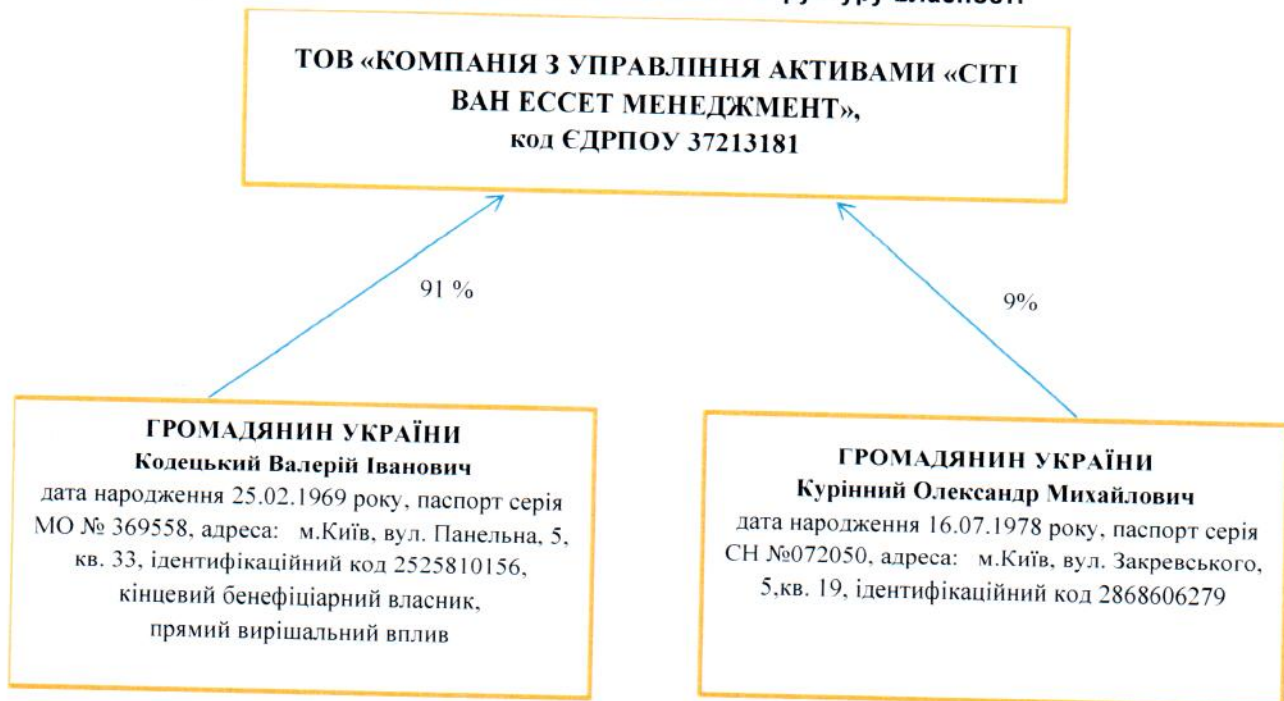 ТОВ «КОМПАНІЯ З УПРАВЛІННЯ АКТИВАМИ «СІТІ
ВАН ЕССЕТ МЕНЕДЖМЕНТ»,
код ЄДРПОУ 37213181
91 %
9%
ГРОМАДЯНИН УКРАЇНИ
Кодецький Валерій Іванович
дата народження 25.02.1969 року, паспорт серія
МО № 369558, адреса: м.Київ, вул. Панельна, 5,
кв. 33, ідентифікаційний код 2525810156,
кінцевий бенефіціарний власник,
прямий вирішальний вплив
ГРОМАДЯНИН УКРАЇНИ
Курінний Олександр Михайлович
дата народження 16.07.1978 року, паспорт серія
СН №072050, адреса: м.Київ, вул. Закревського,
5,кв. 19, ідентифікаційний код 2868606279